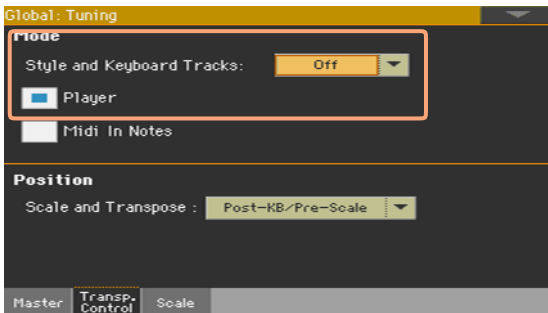 Global: Tuning
Mode
Style and Keyboard Tracks: Off
Player
Midi In Notes
Position
Scale and Transpose : Post-KB/Pre-Scale
Master Transp. Control Scale